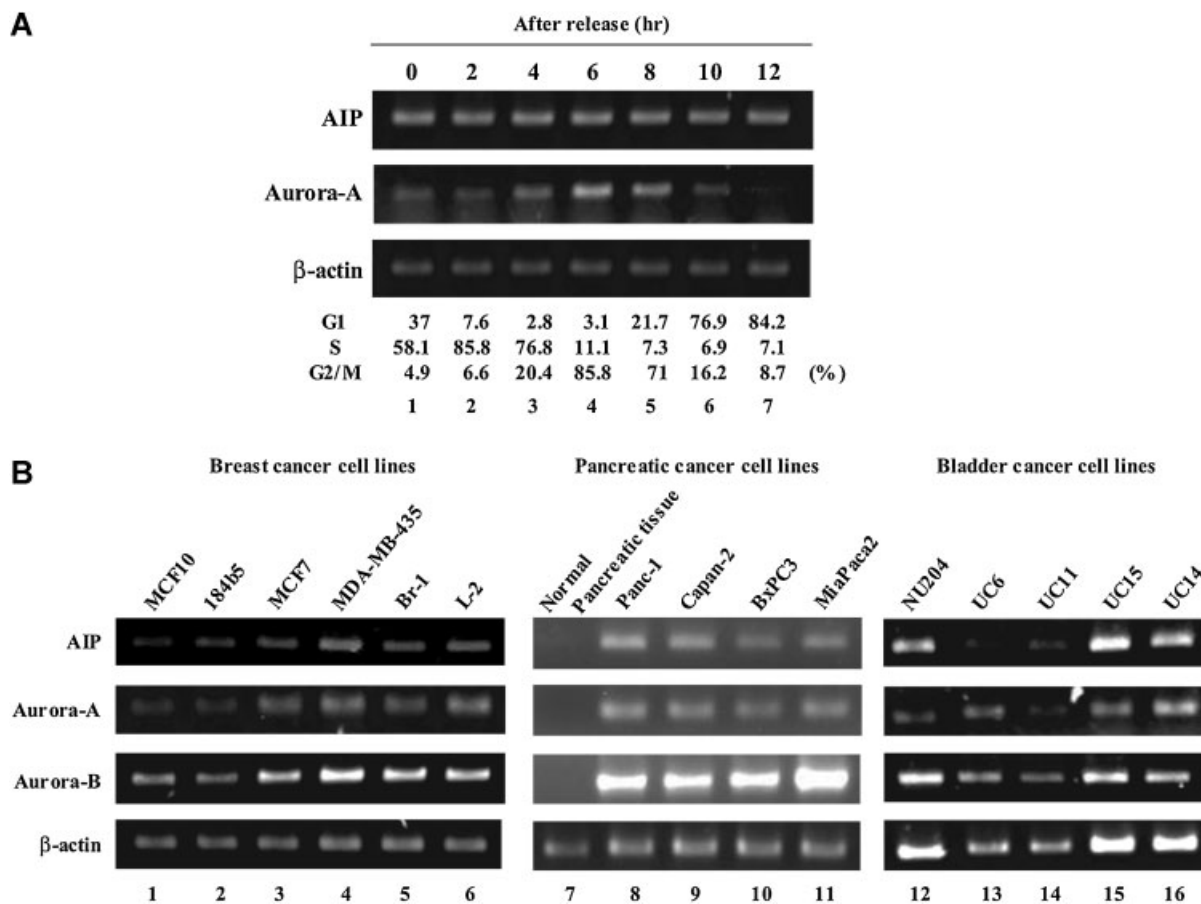 A
After release (hr)
0 2 4 6 8 10 12
AIP
Aurora-A
β-actin
G1 37 7.6 2.8 3.1 21.7 76.9 84.2
S 58.1 85.8 76.8 11.1 7.3 6.9 7.1
G2/M 4.9 6.6 20.4 85.8 71 16.2 8.7 (%)
1 2 3 4 5 6 7
B
Breast cancer cell lines
Pancreatic cancer cell lines
Bladder cancer cell lines
MCF10 184b5 MCF7 MDA-MB-435 Br-1 L-2
Normal
Pancreatic tissue
Panc-1 Capan-2 BxPC3 MiaPaca2
NU204 UC6 UC11 UC15 UC14
AIP
Aurora-A
Aurora-B
β-actin
1 2 3 4 5 6 7 8 9 10 11 12 13 14 15 16